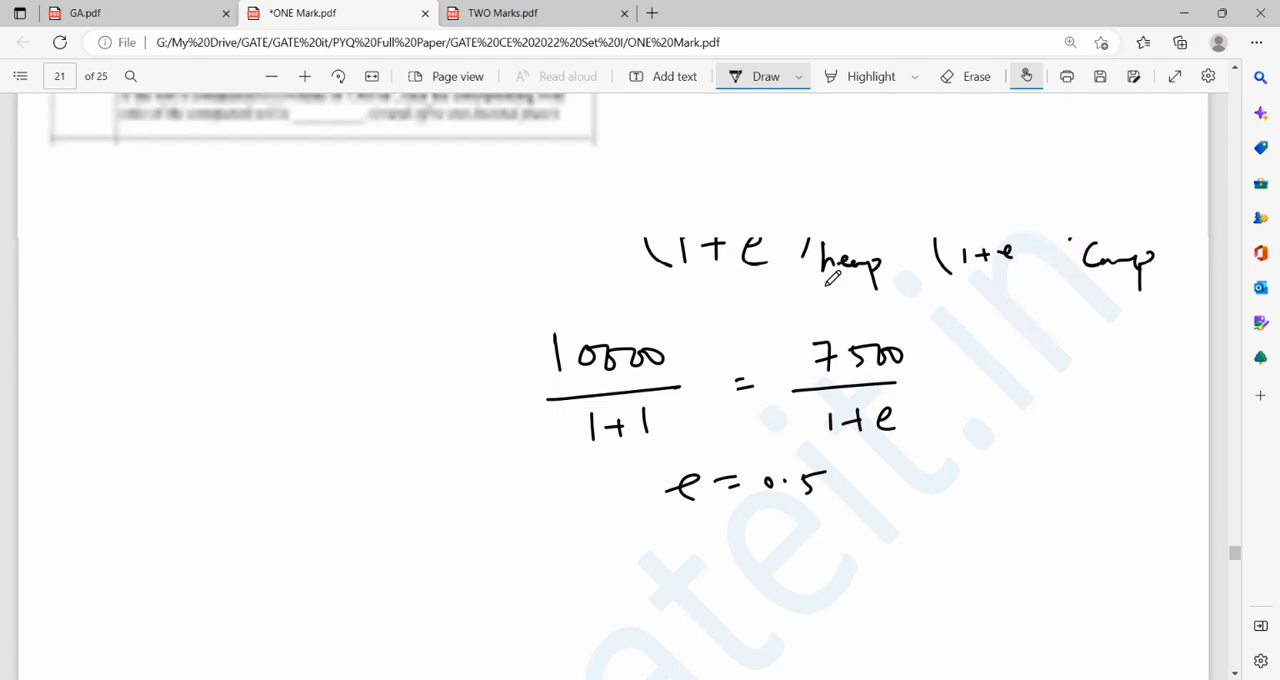 GA.pdf
*ONE Mark.pdf
TWO Marks.pdf
File
G:/My%20Drive/GATE/GATE%20it/PYQ%20Full%20Paper/GATE%20CE%202022%20Set%20I/ONE%20Mark.pdf
21 of 25
Page view
Read aloud
Add text
Draw
Highlight
Erase
(1+e)heap (1+e Comp
10000/1+1 = 7500/1+e
e = 0.5
ateit.in